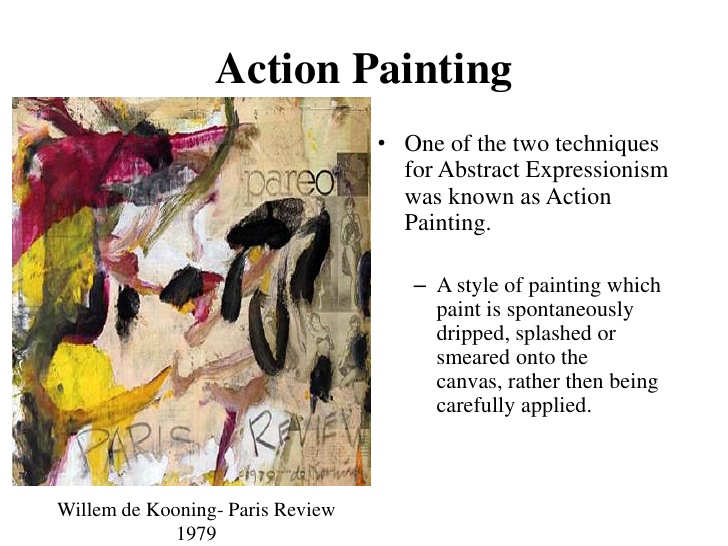 Action Painting
pareo
PARIS REVIEW
1979 "de Kooning
• One of the two techniques
for Abstract Expressionism
was known as Action
Painting.
– A style of painting which
paint is spontaneously
dripped, splashed or
smeared onto the
canvas, rather then being
carefully applied.
Willem de Kooning- Paris Review
1979